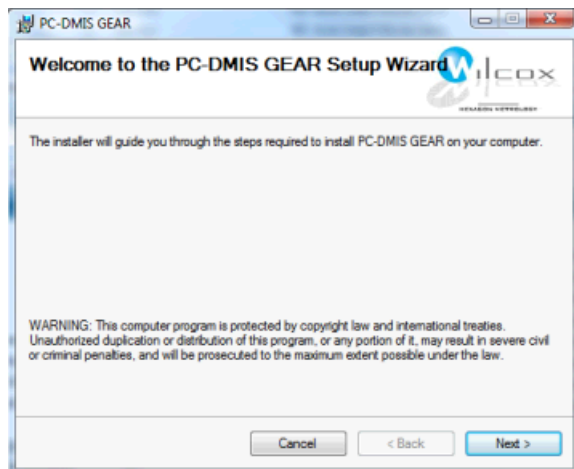 PC-DMIS GEAR
Welcome to the PC-DMIS GEAR Setup Wizard
Wilcox
HEXAGON METROLOGY
The installer will guide you through the steps required to install PC-DMIS GEAR on your computer.
WARNING: This computer program is protected by copyright law and international treaties.
Unauthorized duplication or distribution of this program, or any portion of it, may result in severe civil
or criminal penalties, and will be prosecuted to the maximum extent possible under the law.
Cancel
< Back
Next >